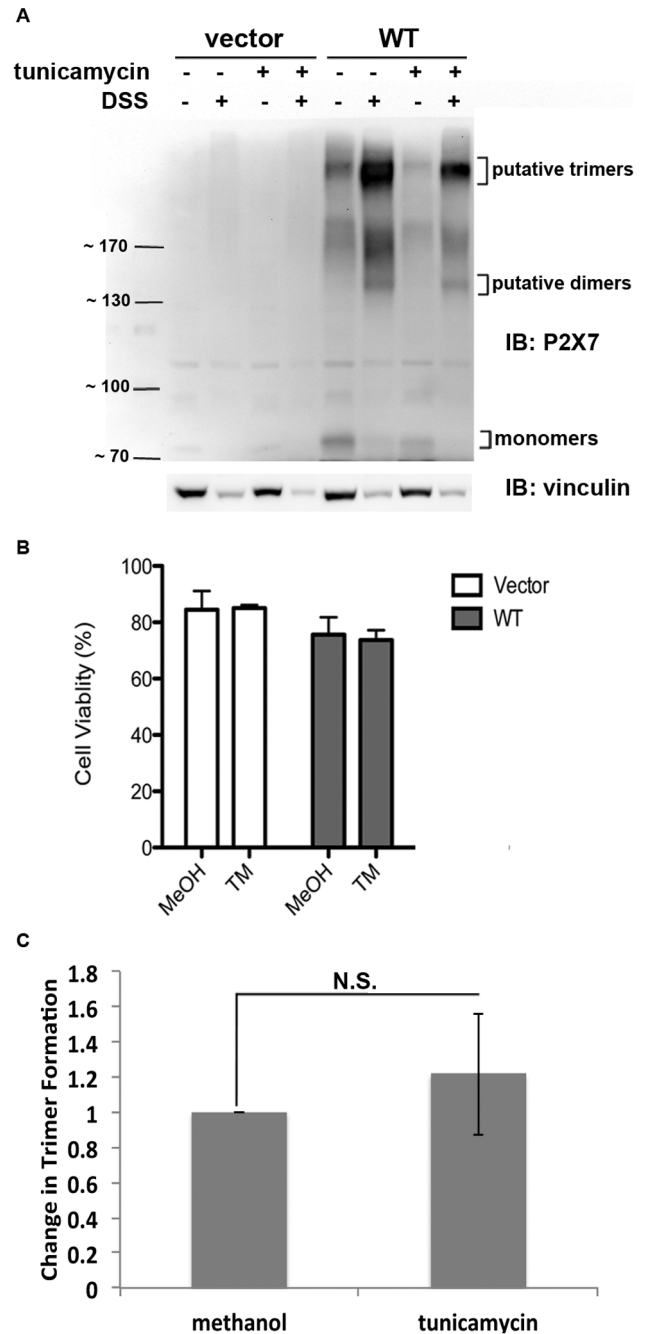 A
vector WT
tunicamycin - - + + - - + +
DSS - + - + - + - +
putative trimers
~ 170
putative dimers
~ 130
IB: P2X7
~ 100
monomers
~ 70
IB: vinculin
B
100
80
60
40
20
0
Cell Viablity (%)
Vector
WT
MeOH TM MeOH TM
C
Change in Trimer Formation
1.8
1.6
1.4
1.2
1
0.8
0.6
0.4
0.2
0
N.S.
methanol tunicamycin